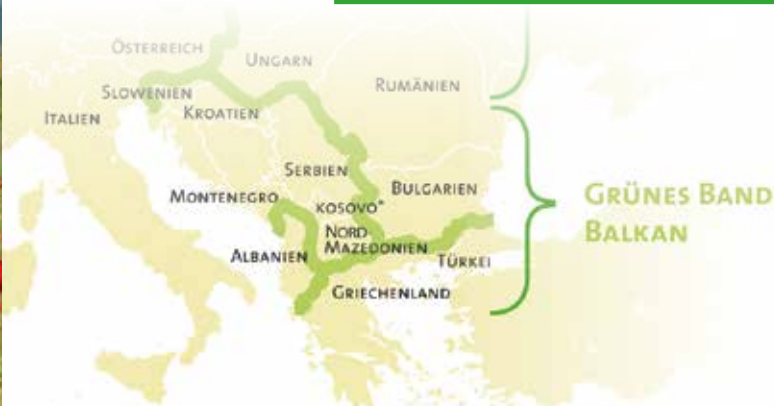 ÖSTERREICH
UNGARN
SLOWENIEN
RUMÄNIEN
ITALIEN
KROATIEN
SERBIEN
MONTENEGRO
BULGARIEN
KOSOVO*
NORD
MAZEDONIEN
ALBANIEN
TÜRKEI
GRIECHENLAND
GRÜNES BAND
BALKAN